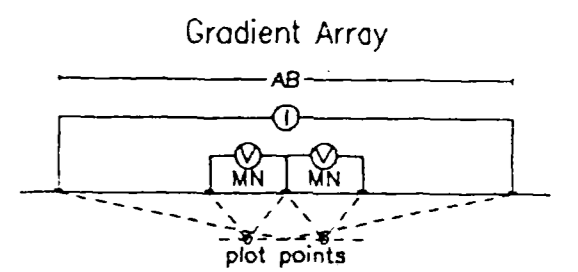 Gradient Array
AB
I
V V
MN MN
plot points